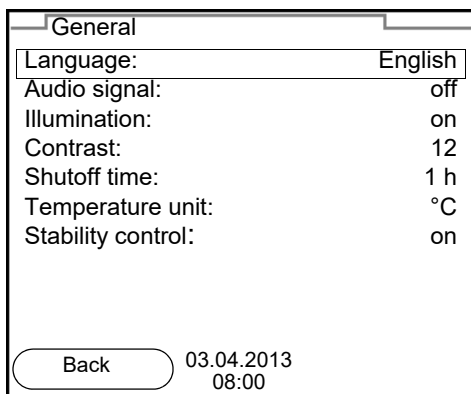 General
Language: English
Audio signal: off
Illumination: on
Contrast: 12
Shutoff time: 1 h
Temperature unit: °C
Stability control: on
Back 03.04.2013
08:00